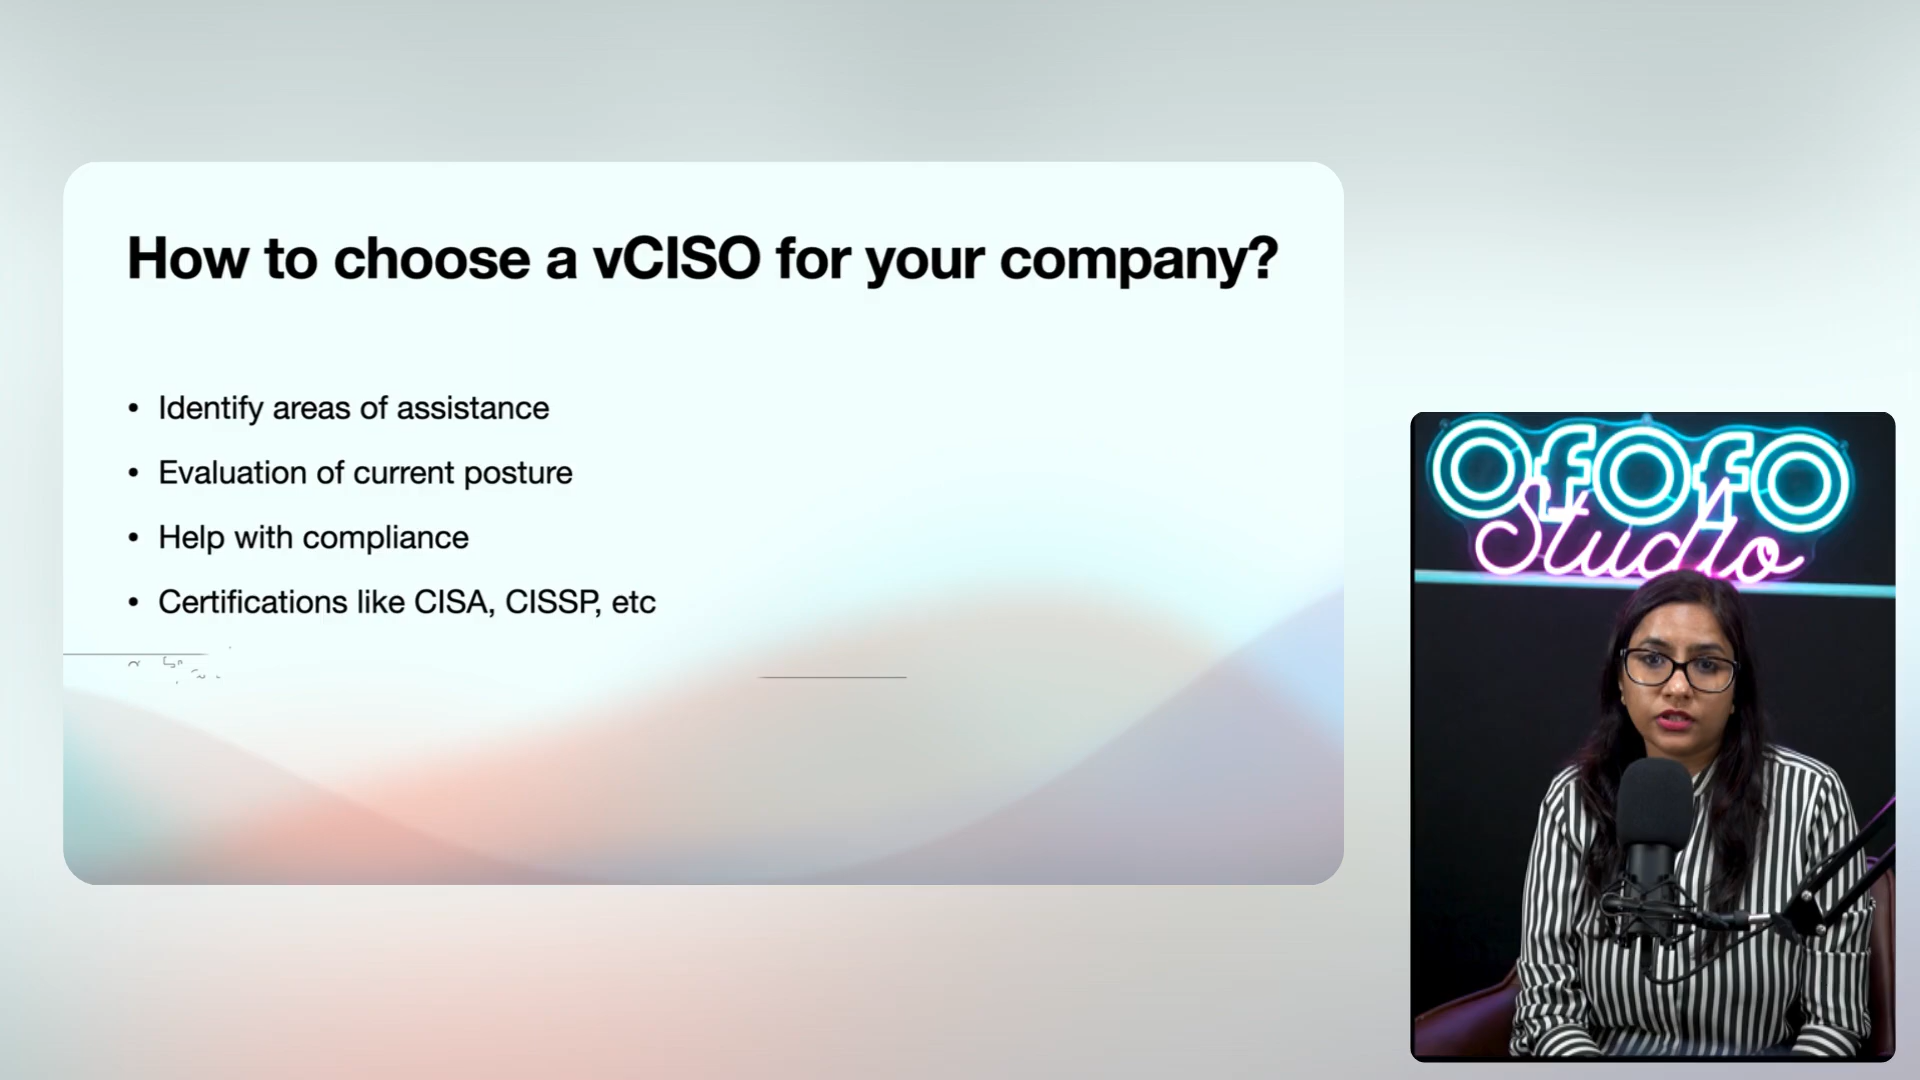 How to choose a vCISO for your company?
• Identify areas of assistance
• Evaluation of current posture
• Help with compliance
• Certifications like CISA, CISSP, etc
Ofofo
Studio